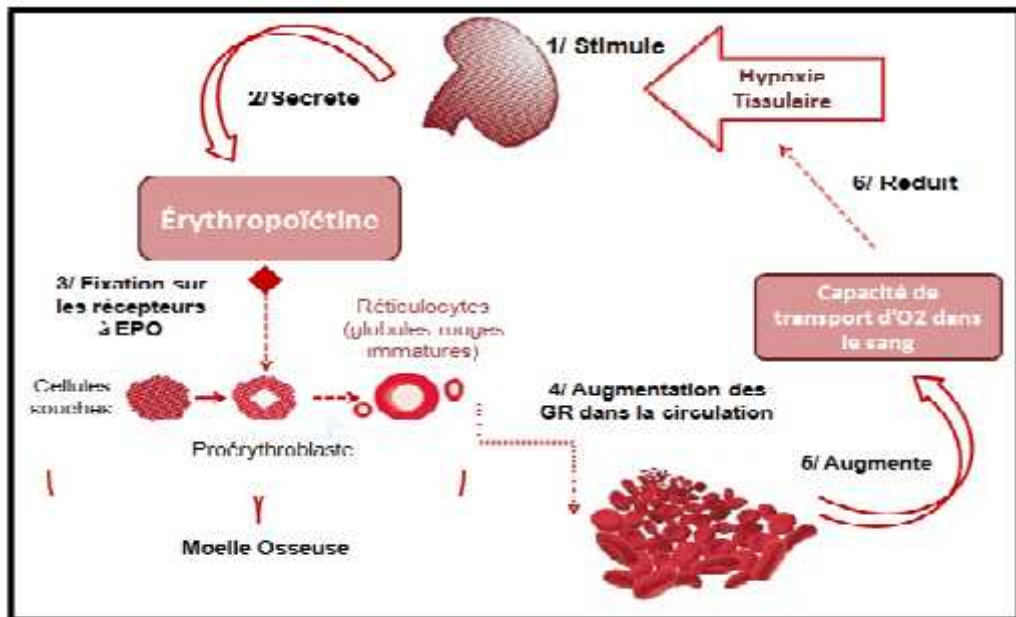 1/ Stimule
Hypoxie
Tissulaire
2/ Secrete
6/ Reduit
Érythropoïétine
3/ Fixation sur
les récepteurs
à EPO
Réticulocytes
(globules rouges
immatures)
Capacité de
transport d'O2 dans
le sang
Cellules
souches
4/ Augmentation des
GR dans la circulation
Proérythroblaste
5/ Augmente
Moelle Osseuse